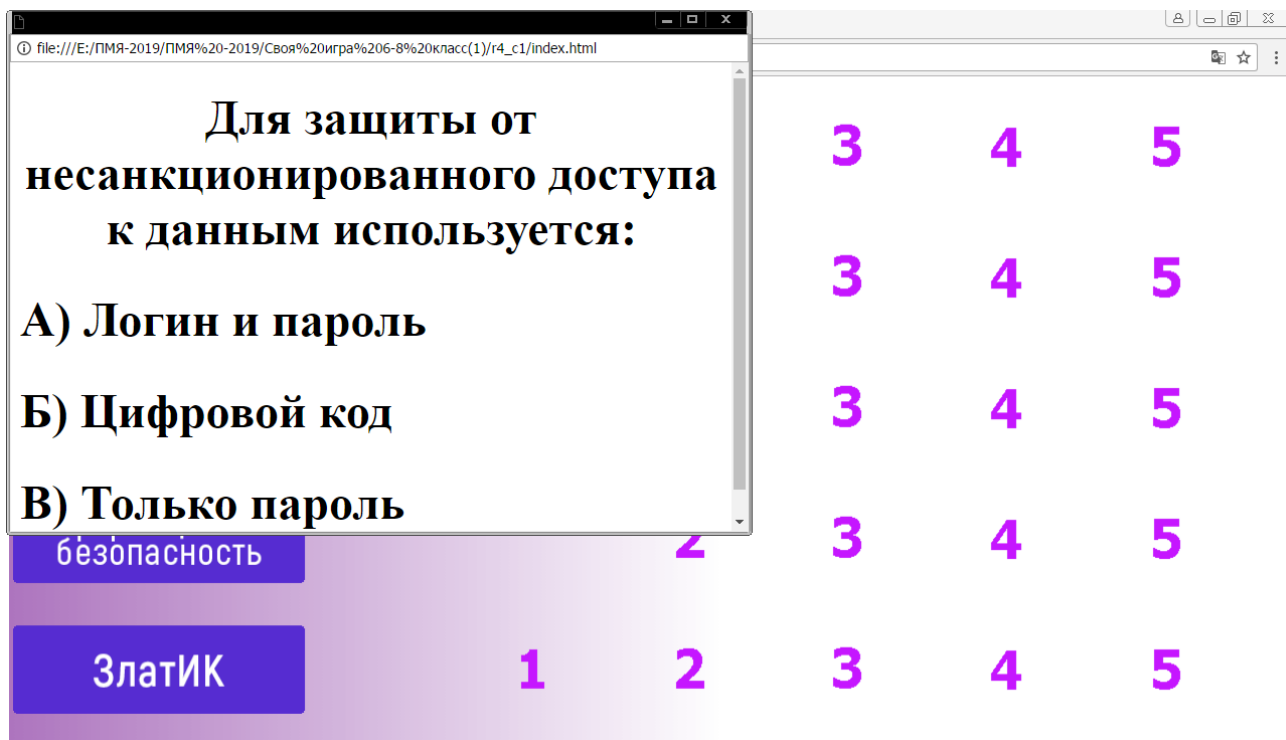 file:///E:/ПМЯ-2019/ПМЯ%20-2019/Своя%20игра%206-8%20класс(1)/r4_c1/index.html
Для защиты от
несанкционированного доступа
к данным используется:
А) Логин и пароль
Б) Цифровой код
В) Только пароль
3 4 5
3 4 5
3 4 5
безопасность 2 3 4 5
ЗлатИК 1 2 3 4 5